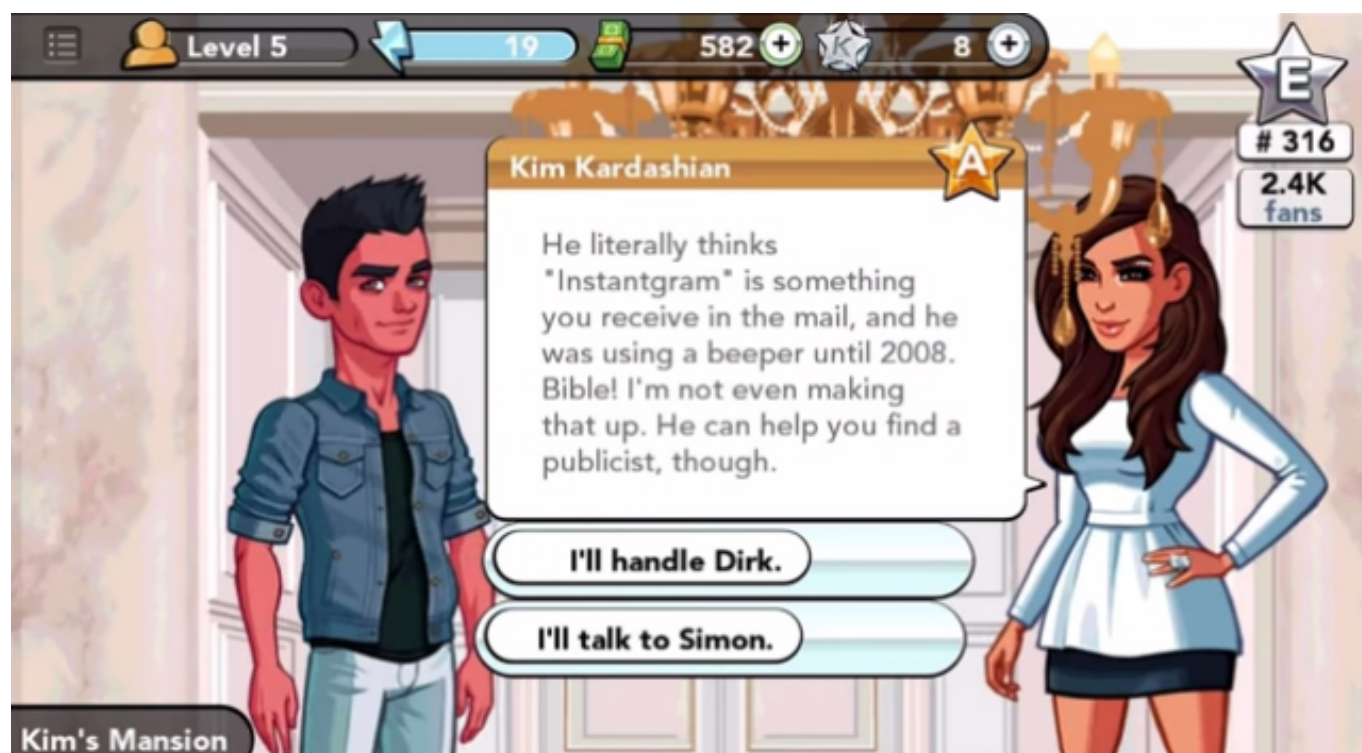 Level 5
19
582
K
8
E
# 316
2.4K
fans
Kim Kardashian
A
He literally thinks
"Instantgram" is something
you receive in the mail, and he
was using a beeper until 2008.
Bible! I'm not even making
that up. He can help you find a
publicist, though.
I'll handle Dirk.
I'll talk to Simon.
Kim's Mansion